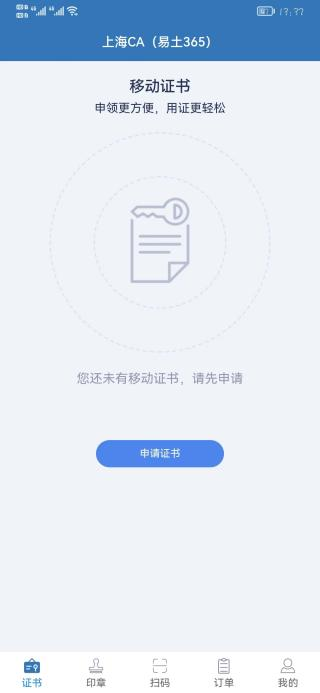 上海CA（易土365）
移动证书
申领更方便，用证更轻松
您还未有移动证书，请先申请
申请证书
证书
印章
扫码
订单
我的